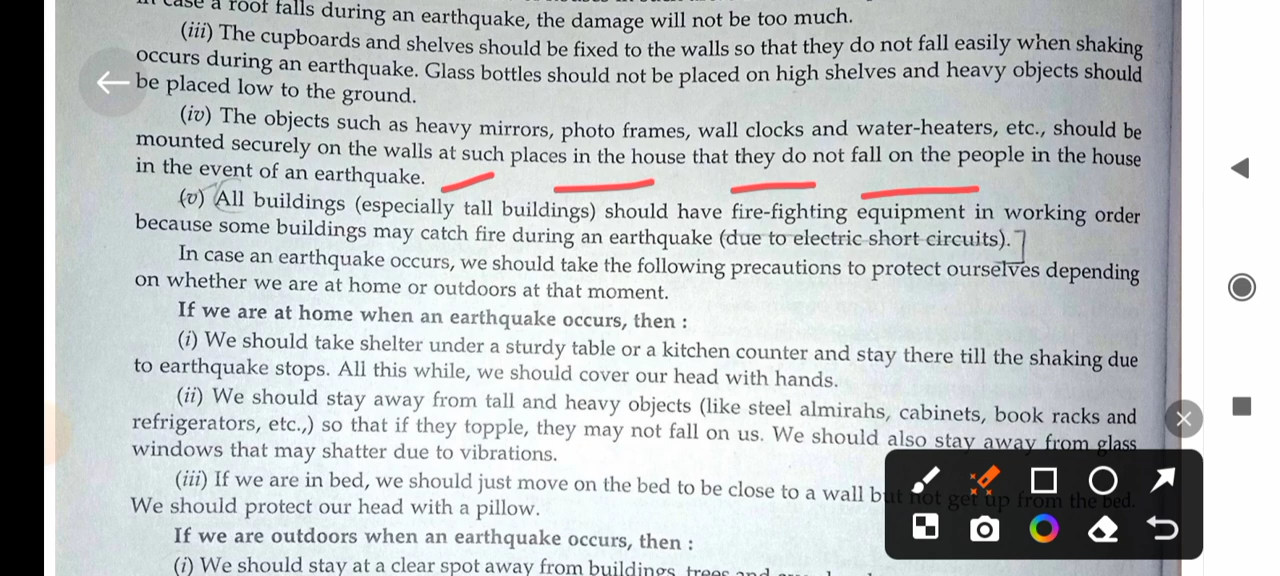 In case a roof falls during an earthquake, the damage will not be too much.
(iii) The cupboards and shelves should be fixed to the walls so that they do not fall easily when shaking
occurs during an earthquake. Glass bottles should not be placed on high shelves and heavy objects should
be placed low to the ground.
(iv) The objects such as heavy mirrors, photo frames, wall clocks and water-heaters, etc., should be
mounted securely on the walls at such places in the house that they do not fall on the people in the house
in the event of an earthquake.
(v) All buildings (especially tall buildings) should have fire-fighting equipment in working order
because some buildings may catch fire during an earthquake (due to electric short circuits).
In case an earthquake occurs, we should take the following precautions to protect ourselves depending
on whether we are at home or outdoors at that moment.
If we are at home when an earthquake occurs, then :
(i) We should take shelter under a sturdy table or a kitchen counter and stay there till the shaking due
to earthquake stops. All this while, we should cover our head with hands.
(ii) We should stay away from tall and heavy objects (like steel almirahs, cabinets, book racks and
refrigerators, etc.,) so that if they topple, they may not fall on us. We should also stay away from glass
windows that may shatter due to vibrations.
(iii) If we are in bed, we should just move on the bed to be close to a wall but not get up from the bed.
We should protect our head with a pillow.
If we are outdoors when an earthquake occurs, then :
(i) We should stay at a clear spot away from buildings, trees and